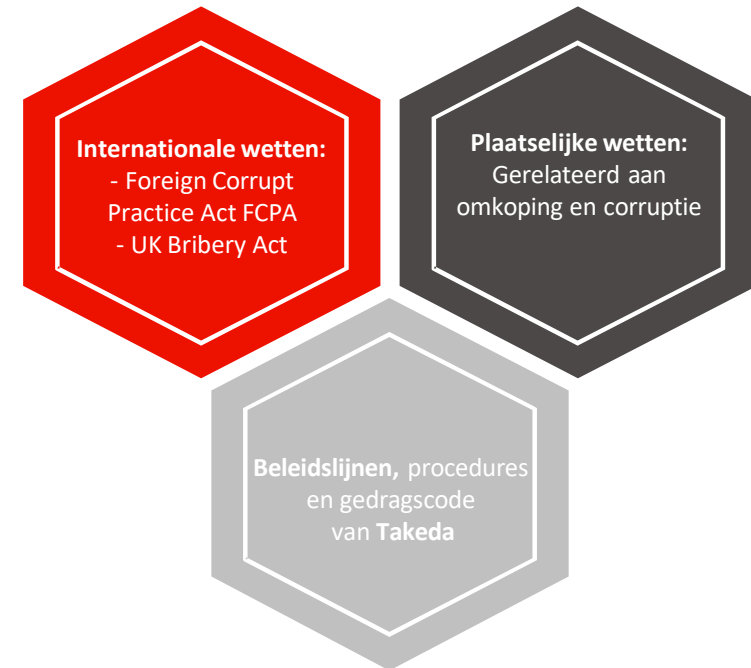 Internationale wetten:
- Foreign Corrupt
Practice Act FCPA
- UK Bribery Act
Plaatselijke wetten:
Gerelateerd aan
omkoping en corruptie
Beleidslijnen, procedures
en gedragscode
van Takeda